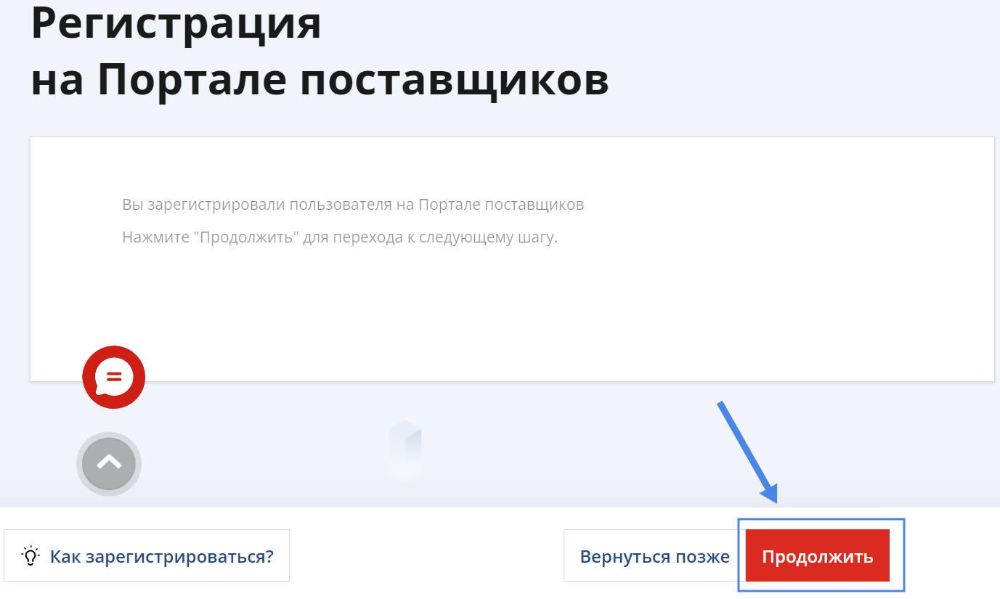 Регистрация
на Портале поставщиков
Вы зарегистрировали пользователя на Портале поставщиков
Нажмите "Продолжить" для перехода к следующему шагу.
Как зарегистрироваться?
Вернуться позже
Продолжить